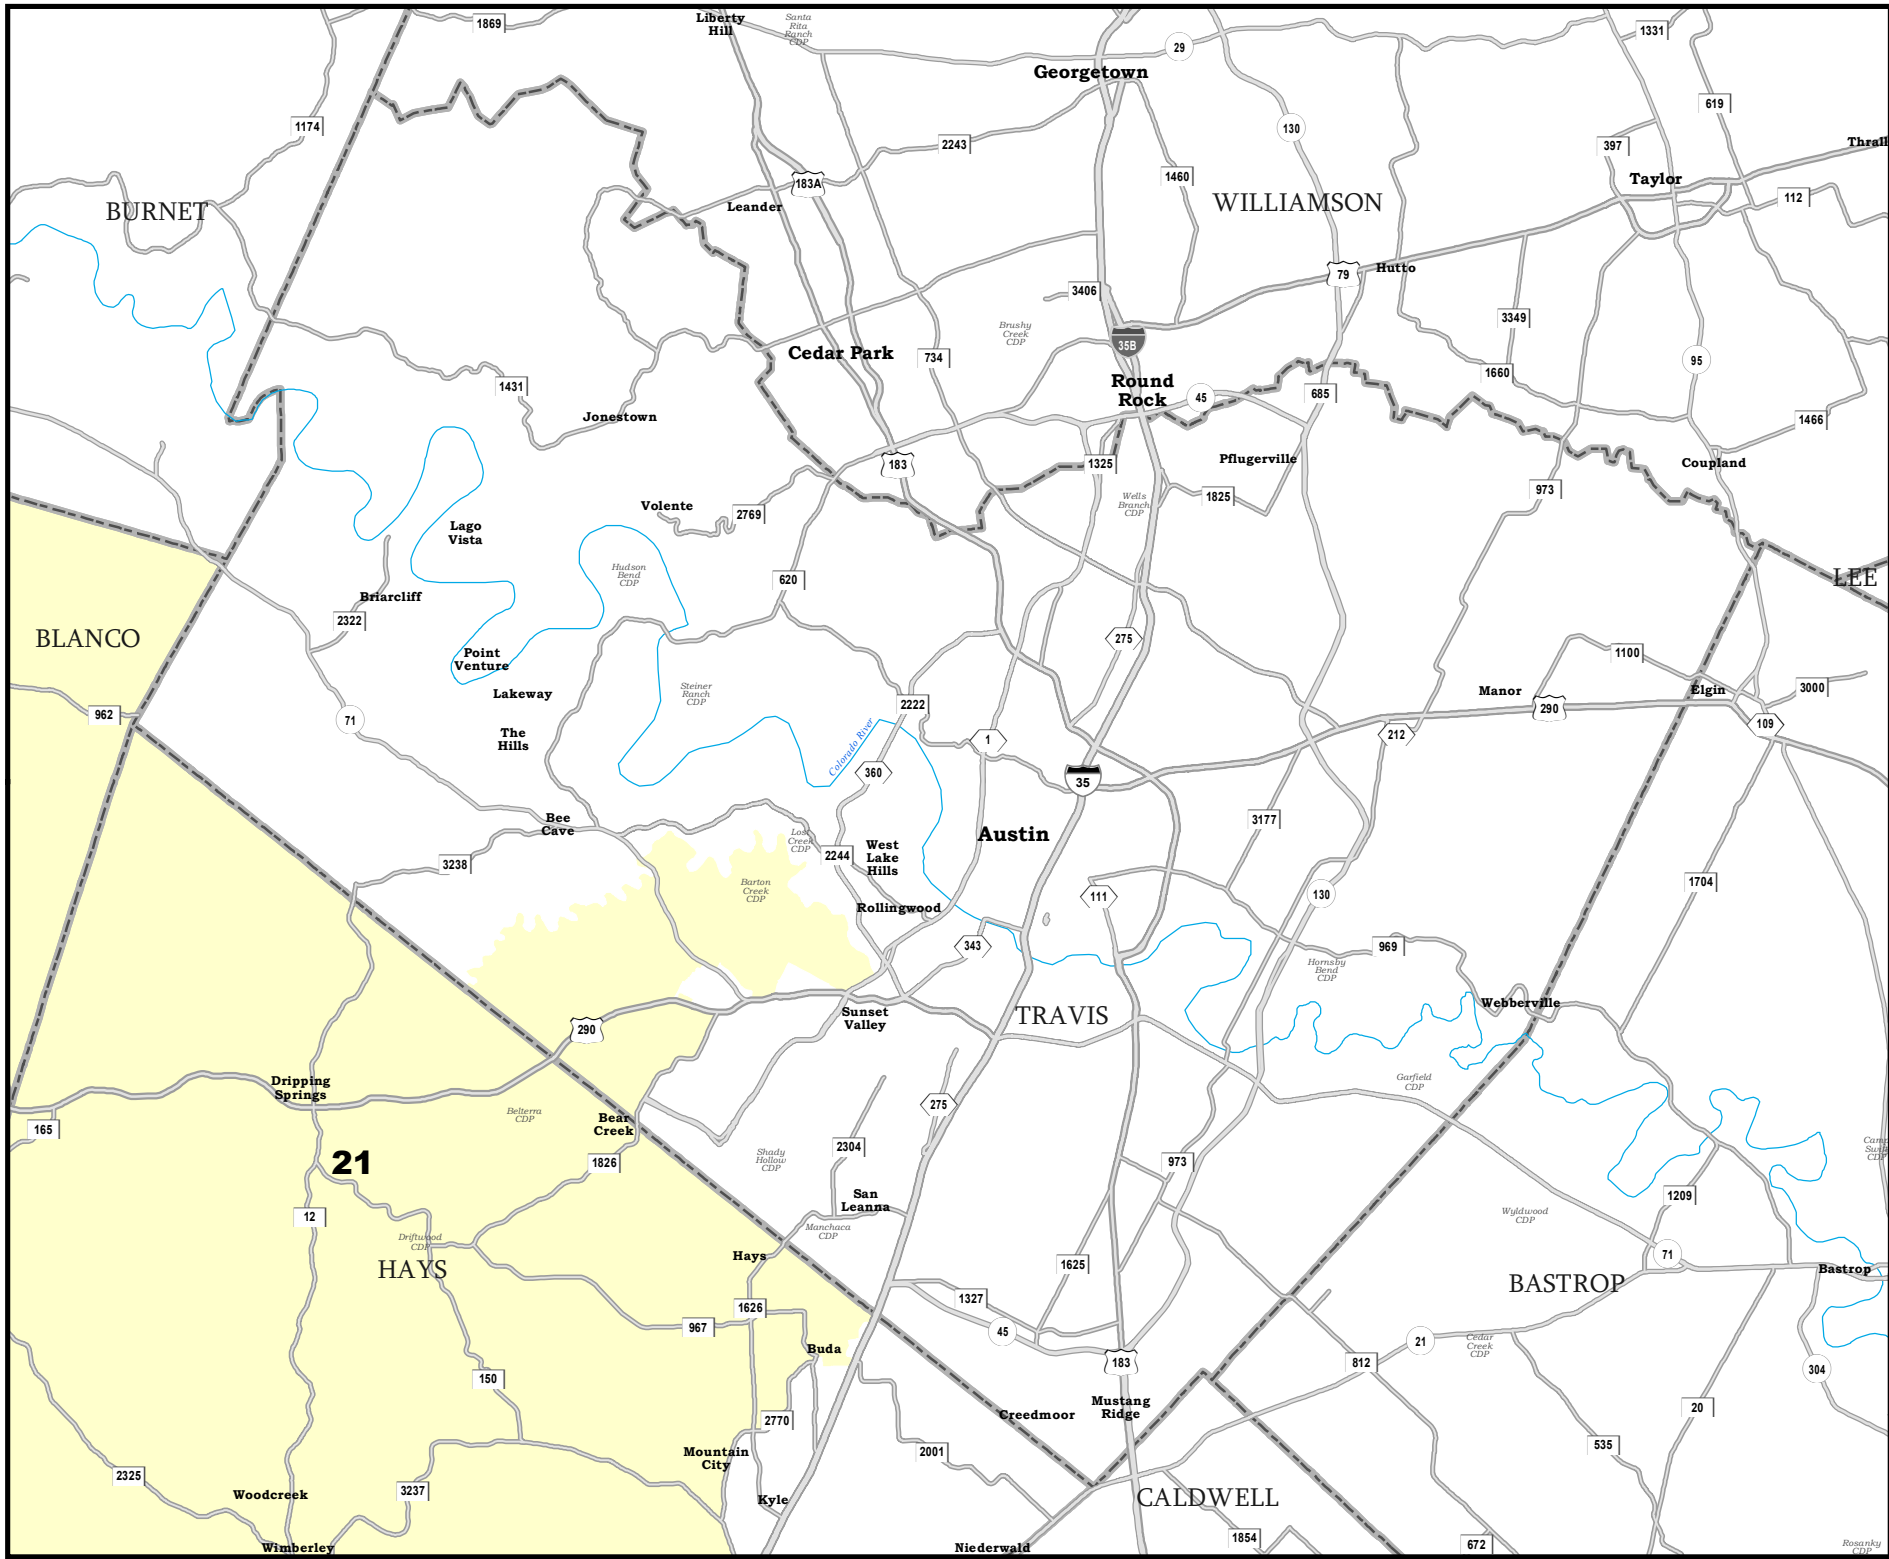 1869
Liberty
Hill
Santa
Rita
Ranch
CDP
29
1331
Georgetown
619
1174
130
2243
397
Thrall
1460
Taylor
183A
Leander
BURNET
WILLIAMSON
112
79
Hutto
3406
3349
Brushy
Creek
CDP
35B
Cedar Park
734
95
1660
1431
Round
Rock
45
685
Jonestown
1466
183
1325
Pflugerville
Coupland
973
1825
Wells
Branch
CDP
Volente
2769
Lago
Vista
Hudson
Bend
CDP
620
LEE
Briarcliff
2322
BLANCO
275
1100
Point
Venture
Lakeway
Steiner
Ranch
CDP
Manor
Elgin
3000
962
71
2222
290
109
The
Hills
Colorado River
1
212
360
35
Bee
Cave
Austin
3177
Lost
Creek
CDP
West
Lake
Hills
2244
3238
Barton
Creek
CDP
1704
111
130
Rollingwood
343
969
Hornsby
Bend
CDP
Webberville
Sunset
Valley
TRAVIS
290
Dripping
Springs
Garfield
CDP
Belterra
CDP
275
165
Bear
Creek
2304
Camp
Swift
CDP
21
1826
Shady
Hollow
CDP
973
San
Leanna
1209
12
Wyldwood
CDP
Driftwood
CDP
Manchaca
CDP
HAYS
Hays
1625
71
Bastrop
BASTROP
1327
1626
967
45
21
Cedar
Creek
CDP
Buda
183
812
304
150
Mustang
Ridge
Creedmoor
20
2770
2001
535
Mountain
City
2325
3237
Woodcreek
Kyle
CALDWELL
1854
672
Wimberley
Niederwald
Rosanky
CDP